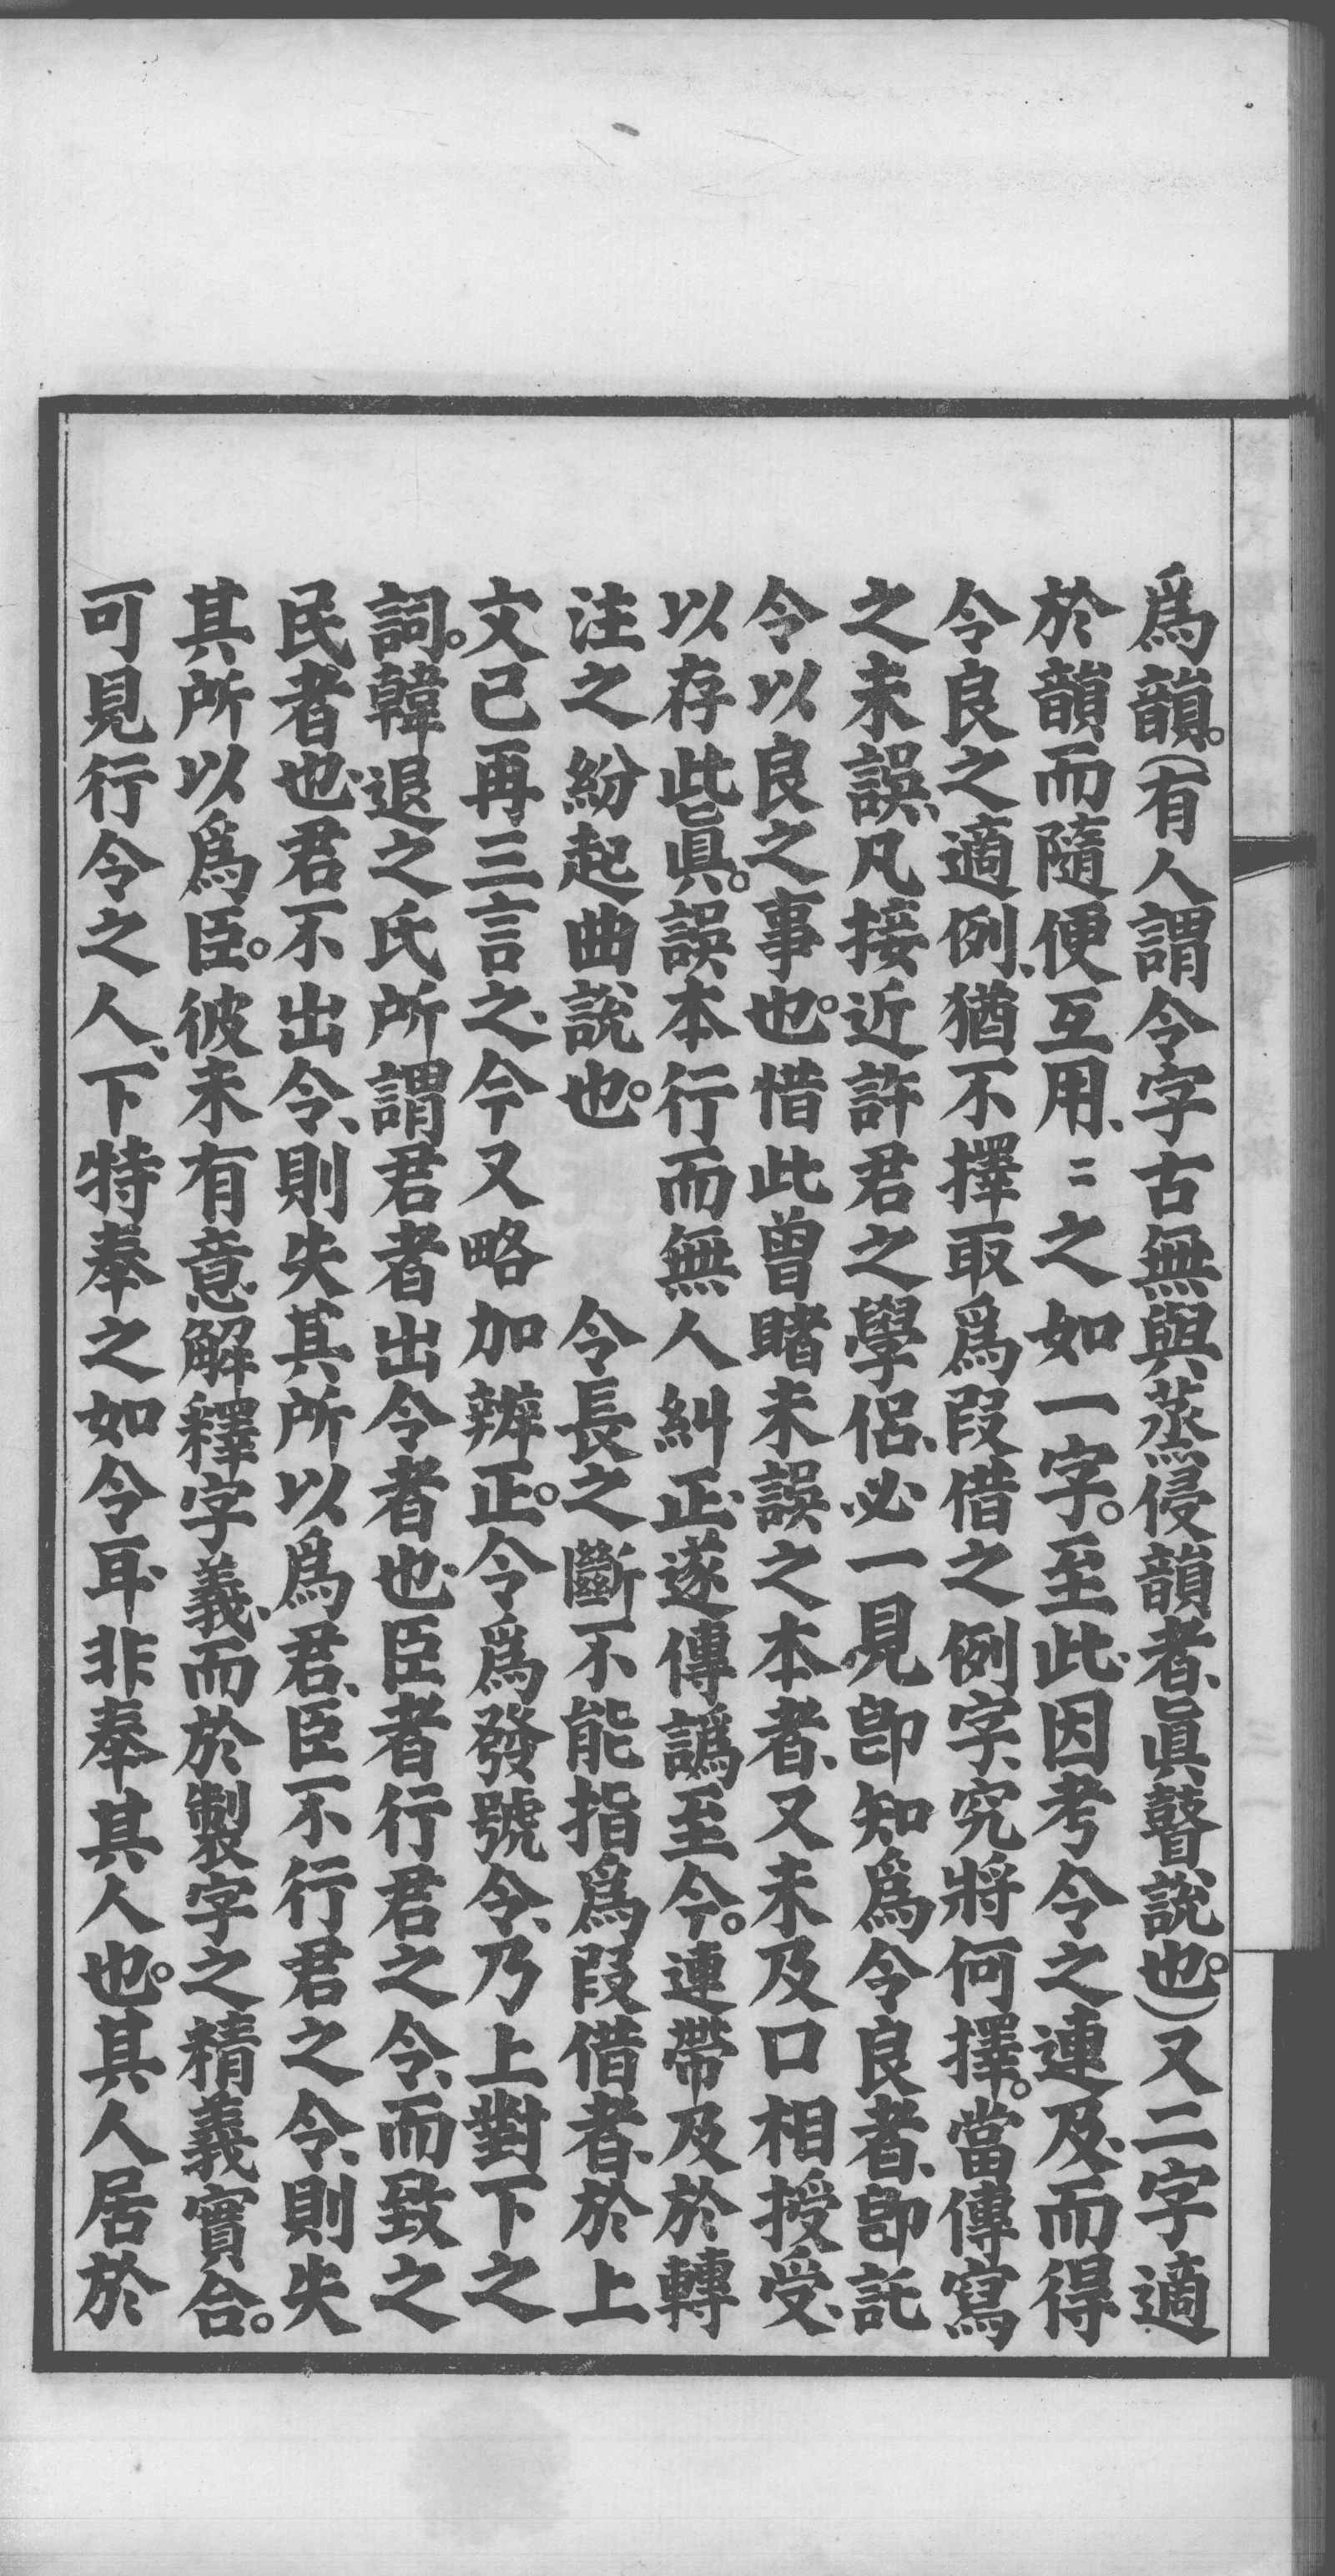 爲韻。(有人謂令字古無與蒸侵韻者、眞瞽說也。)又二字適
於韻而隨便互用、〻之如一字。至此、因考令之連及、而得
令良之適例、猶不擇取爲叚借之例字、究將何擇。當傳寫
之未誤、凡接近許君之學侶、必一見卽知爲令良者、卽託
令以良之事也。惜此曾睹未誤之本者、又未及口相授受、
以存此眞。誤本行而無人糾正、遂傳譌至今。連帶及於轉
注之紛起曲說也。　　令長之斷不能指爲叚借者、於上
文已再三言之、今又略加辨正。令爲發號令、乃上對下之
詞。韓退之氏所謂君者出令者也、臣者行君之令、而致之
民者也、君不出令、則失其所以爲君、臣不行君之令、則失
其所以爲臣。彼未有意解釋字義、而於製字之精義實合。
可見行令之人、下特奉之如令耳、非奉其人也。其人居於